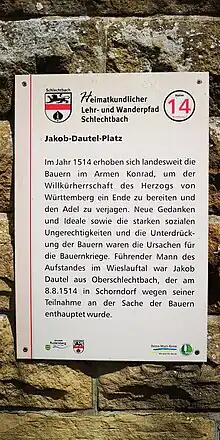 Schlechtbach
Heimatkundlicher
Lehr- und Wanderpfad
Schlechtbach
14
Jakob-Dautel-Platz
Im Jahr 1514 erhoben sich landesweit die
Bauern im Armen Konrad, um der
Willkürherrschaft des Herzogs von
Württemberg ein Ende zu bereiten und
den Adel zu verjagen. Neue Gedanken
und Ideale sowie die starken sozialen
Ungerechtigkeiten und die Unterdrück-
ung der Bauern waren die Ursachen für
die Bauernkriege. Führender Mann des
Aufstandes im Wieslauftal war Jakob
Dautel aus Oberschlechtbach, der am
8.8.1514 in Schorndorf wegen seiner
Teilnahme an der Sache der Bauern
enthauptet wurde.